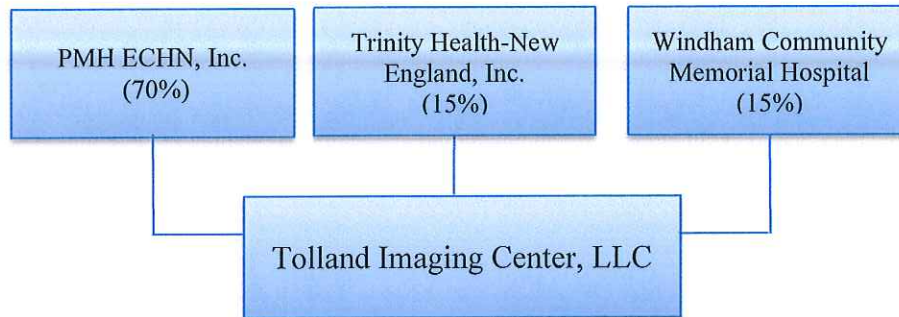 PMH ECHN, Inc.
(70%)
Trinity Health-New
England, Inc.
(15%)
Windham Community
Memorial Hospital
(15%)
Tolland Imaging Center, LLC